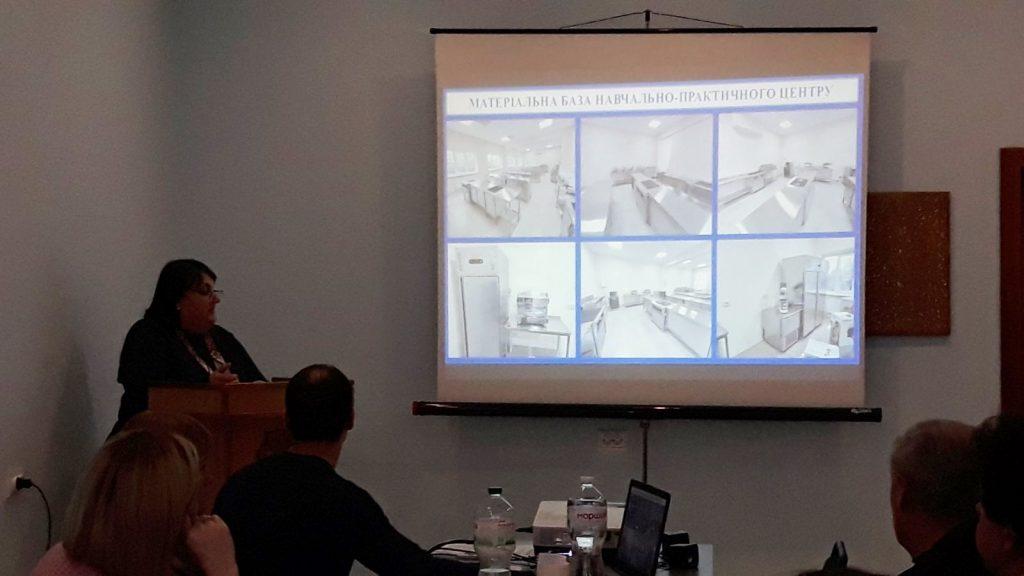 МАТЕРІАЛЬНА БАЗА НАВЧАЛЬНО-ПРАКТИЧНОГО ЦЕНТРУ